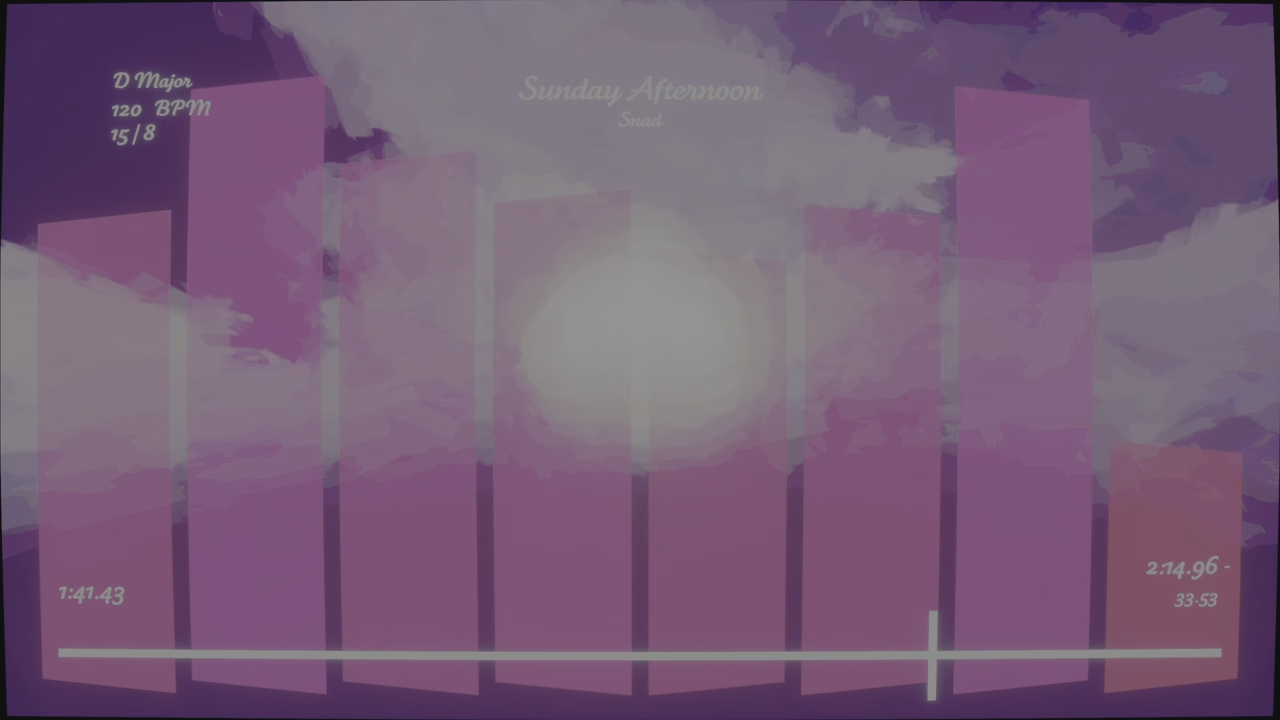 D Major
120 BPM
15/8
Sunday Afternoon
Snad
1:41.43
2:14.96 -
33.53